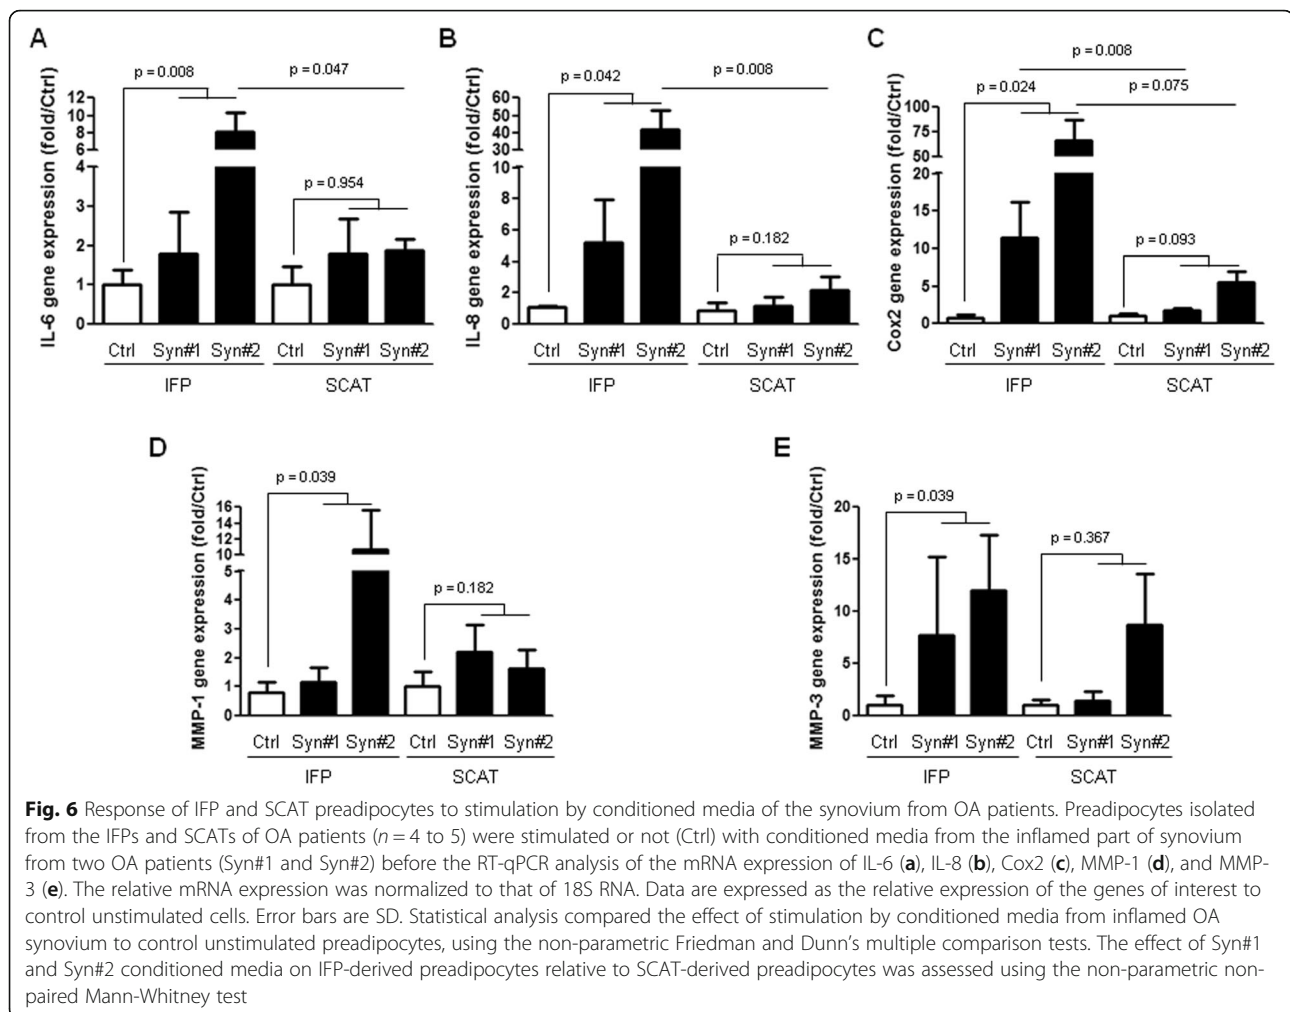 A
IL-6 gene expression (fold/Ctrl)
p = 0.008
p = 0.047
p = 0.954
12
10
8
6
4
3
2
1
0
Ctrl Syn#1 Syn#2 Ctrl Syn#1 Syn#2
IFP SCAT
B
IL-8 gene expression (fold/Ctrl)
p = 0.042
p = 0.008
p = 0.182
60
50
40
30
10
8
6
4
2
0
Ctrl Syn#1 Syn#2 Ctrl Syn#1 Syn#2
IFP SCAT
C
Cox2 gene expression (fold/Ctrl)
p = 0.008
p = 0.024
p = 0.075
p = 0.093
100
75
50
20
15
10
5
0
Ctrl Syn#1 Syn#2 Ctrl Syn#1 Syn#2
IFP SCAT
D
MMP-1 gene expression (fold/Ctrl)
p = 0.039
p = 0.182
16
14
12
10
5
4
3
2
1
0
Ctrl Syn#1 Syn#2 Ctrl Syn#1 Syn#2
IFP SCAT
E
MMP-3 gene expression (fold/Ctrl)
p = 0.039
p = 0.367
20
15
10
5
0
Ctrl Syn#1 Syn#2 Ctrl Syn#1 Syn#2
IFP SCAT
Fig. 6 Response of IFP and SCAT preadipocytes to stimulation by conditioned media of the synovium from OA patients. Preadipocytes isolated
from the IFPs and SCATs of OA patients (n = 4 to 5) were stimulated or not (Ctrl) with conditioned media from the inflamed part of synovium
from two OA patients (Syn#1 and Syn#2) before the RT-qPCR analysis of the mRNA expression of IL-6 (a), IL-8 (b), Cox2 (c), MMP-1 (d), and MMP-
3 (e). The relative mRNA expression was normalized to that of 18S RNA. Data are expressed as the relative expression of the genes of interest to
control unstimulated cells. Error bars are SD. Statistical analysis compared the effect of stimulation by conditioned media from inflamed OA
synovium to control unstimulated preadipocytes, using the non-parametric Friedman and Dunn's multiple comparison tests. The effect of Syn#1
and Syn#2 conditioned media on IFP-derived preadipocytes relative to SCAT-derived preadipocytes was assessed using the non-parametric non-
paired Mann-Whitney test